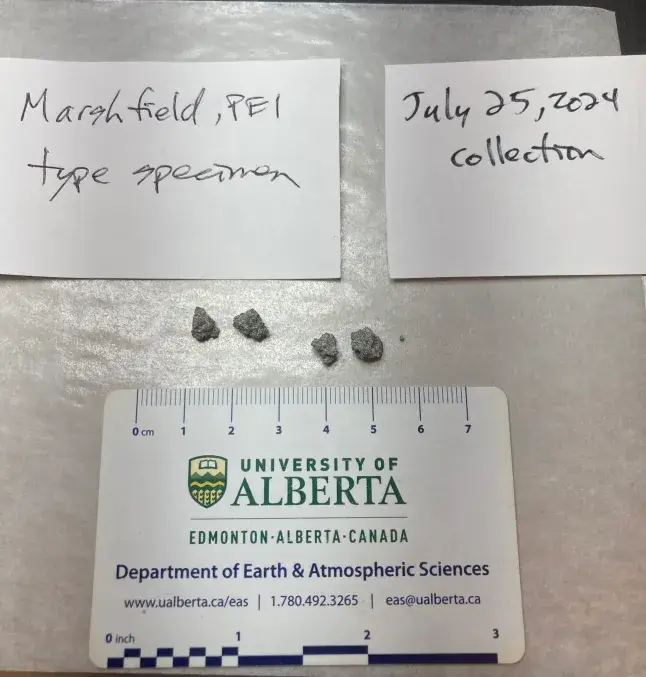 Marshfield, PEI
type specimen
July 25, 2024
collection
0 cm 1 2 3 4 5 6 7
UNIVERSITY OF
ALBERTA
EDMONTON·ALBERTA·CANADA
Department of Earth & Atmospheric Sciences
www.ualberta.ca/eas | 1.780.492.3265 | eas@ualberta.ca
0 inch 1 2 3